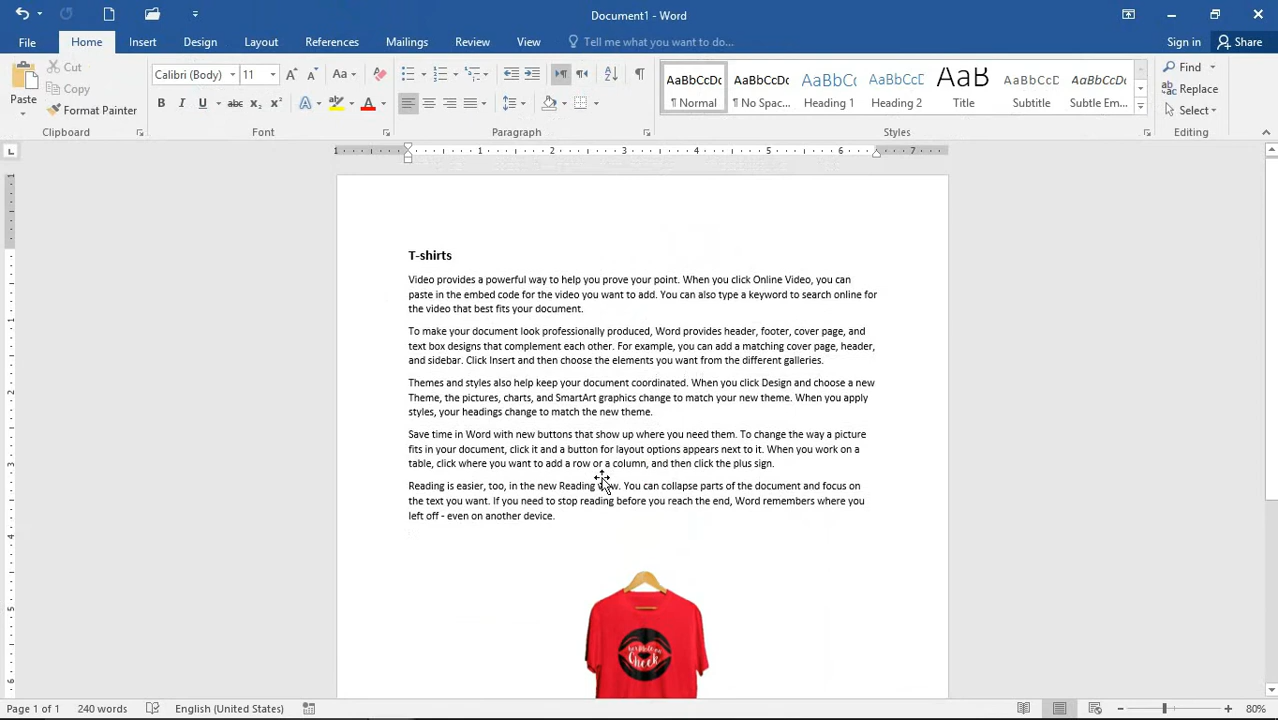 Document1 - Word
File Home Insert Design Layout References Mailings Review View Tell me what you want to do... Sign in Share
Paste
Cut
Copy
Format Painter
Clipboard
Calibri (Body) 11
Font
Paragraph
AaBbCcDc AaBbCcDc AaBbCc AaBbCcD AaB AaBbCcD AaBbCcD
¶ Normal ¶ No Spac... Heading 1 Heading 2 Title Subtitle Subtle Em...
Styles
Find
Replace
Select
Editing
1 1 2 3 4 5 6 7
T-shirts
Video provides a powerful way to help you prove your point. When you click Online Video, you can
paste in the embed code for the video you want to add. You can also type a keyword to search online for
the video that best fits your document.
To make your document look professionally produced, Word provides header, footer, cover page, and
text box designs that complement each other. For example, you can add a matching cover page, header,
and sidebar. Click Insert and then choose the elements you want from the different galleries.
Themes and styles also help keep your document coordinated. When you click Design and choose a new
Theme, the pictures, charts, and SmartArt graphics change to match your new theme. When you apply
styles, your headings change to match the new theme.
Save time in Word with new buttons that show up where you need them. To change the way a picture
fits in your document, click it and a button for layout options appears next to it. When you work on a
table, click where you want to add a row or a column, and then click the plus sign.
Reading is easier, too, in the new Reading view. You can collapse parts of the document and focus on
the text you want. If you need to stop reading before you reach the end, Word remembers where you
left off - even on another device.
Cheek
Page 1 of 1 240 words English (United States) 80%